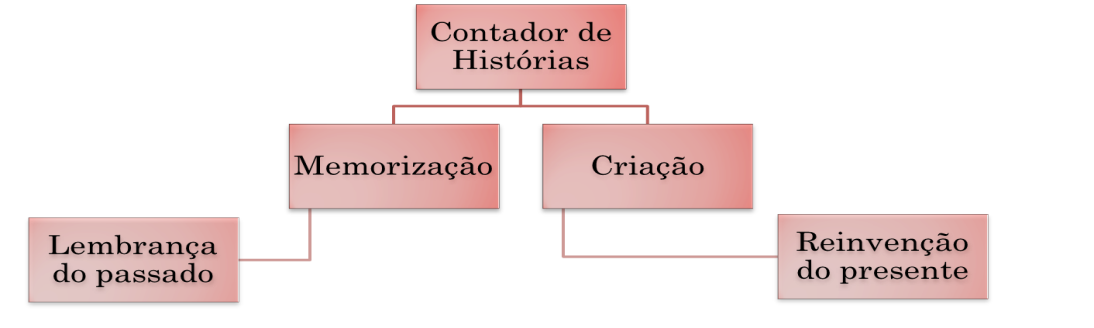 Contador de
Histórias
Memorização
Criação
Lembrança
do passado
Reinvenção
do presente